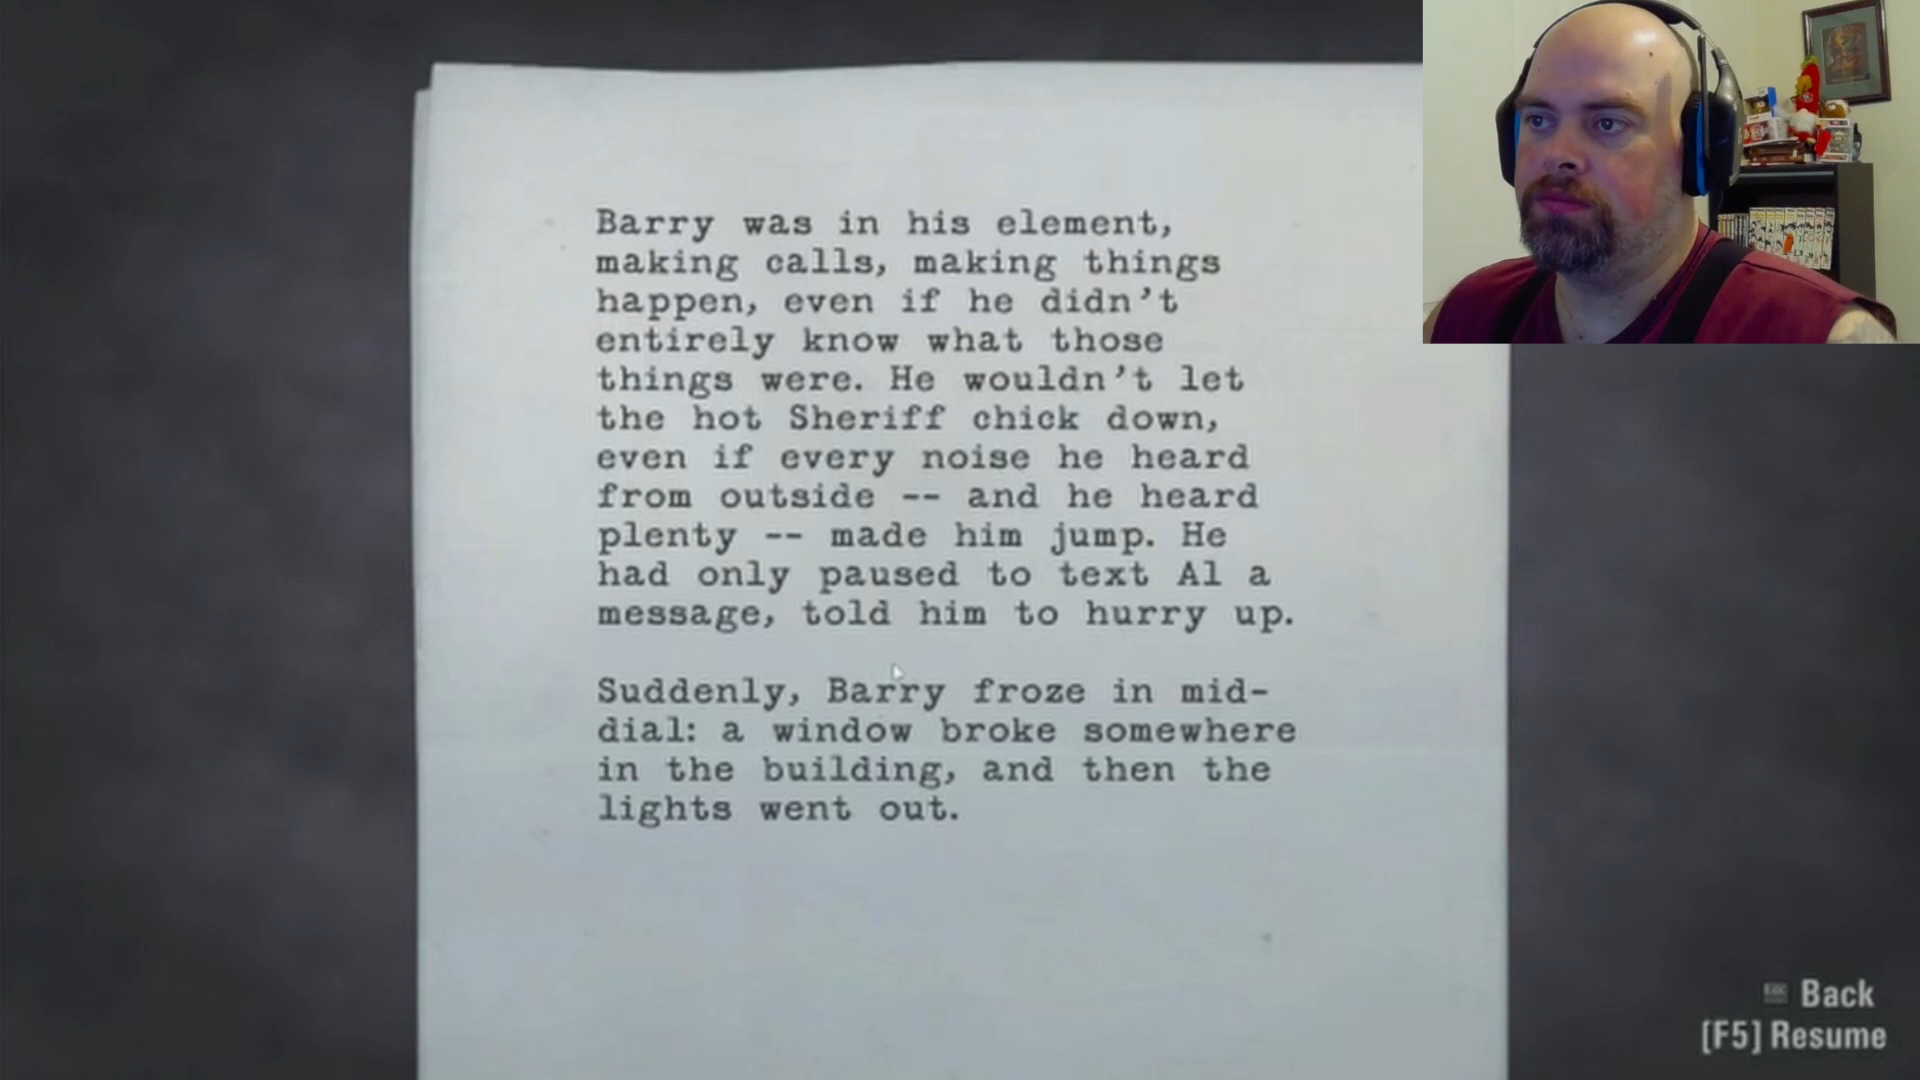 Barry was in his element,
making calls, making things
happen, even if he didn't
entirely know what those
things were. He wouldn't let
the hot Sheriff chick down,
even if every noise he heard
from outside -- and he heard
plenty -- made him jump. He
had only paused to text Al a
message, told him to hurry up.
Suddenly, Barry froze in mid-
dial: a window broke somewhere
in the building, and then the
lights went out.
Back
[F5] Resume